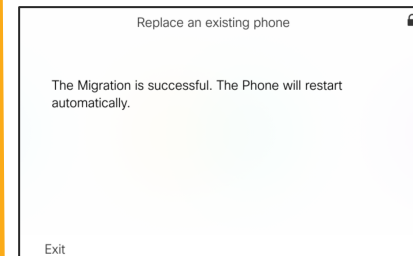 Replace an existing phone
The Migration is successful. The Phone will restart
automatically.
Exit